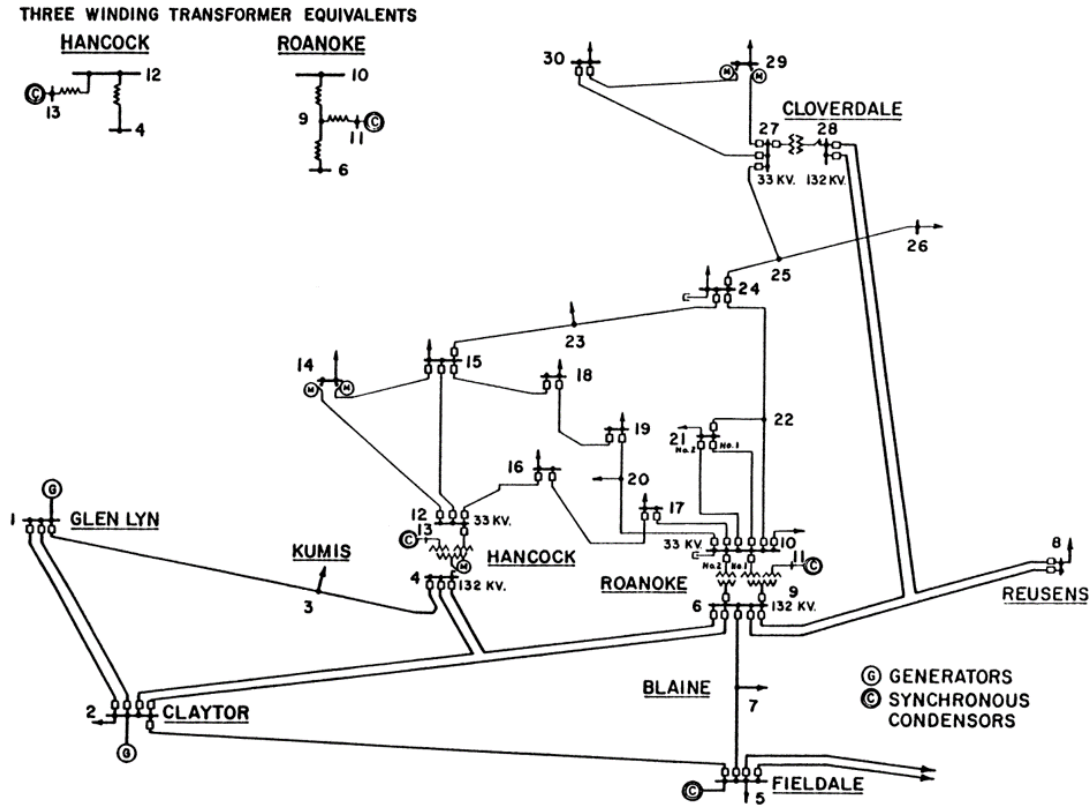 THREE WINDING TRANSFORMER EQUIVALENTS
HANCOCK
ROANOKE
12
10
C
13
4
9
C
11
6
30
29
M M
CLOVERDALE
27 28
33 KV. 132 KV.
26
25
24
23
14
15
M M
18
22
19
21
No.2 No.1
16
20
17
G
1 GLEN LYN
12 33 KV.
13
C
HANCOCK
M
KUMIS
4 132 KV.
3
33 KV. 10
No.2 No.1 11 C
ROANOKE
9
6 132 KV.
8
REUSENS
BLAINE
7
2 CLAYTOR
G
G GENERATORS
C SYNCHRONOUS
CONDENSORS
C
5 FIELDALE